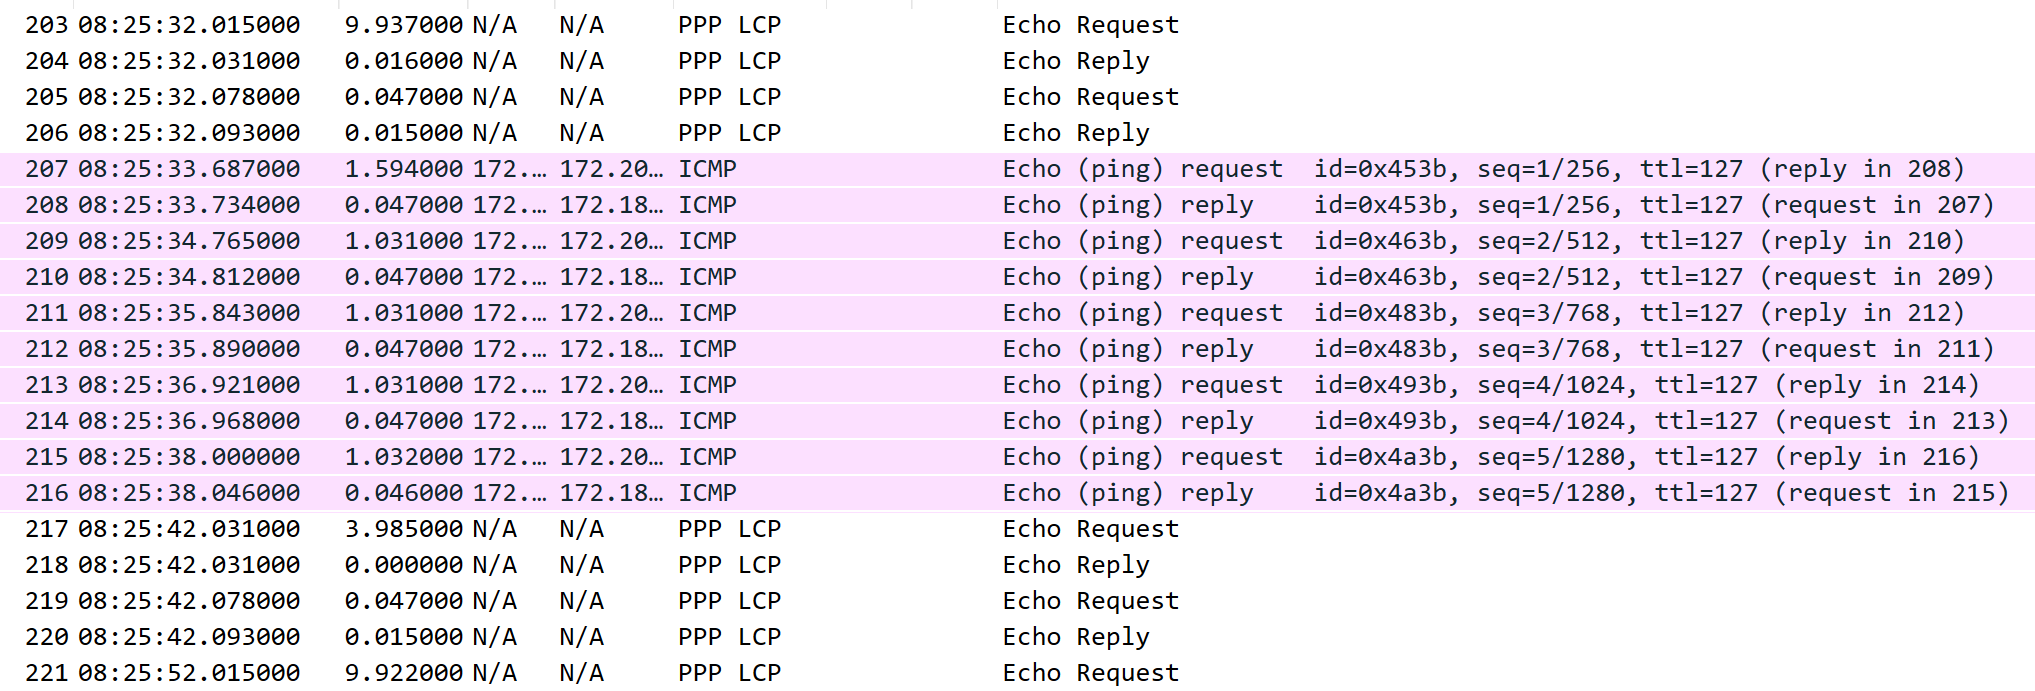 203 08:25:32.015000 9.937000 N/A N/A PPP LCP Echo Request
204 08:25:32.031000 0.016000 N/A N/A PPP LCP Echo Reply
205 08:25:32.078000 0.047000 N/A N/A PPP LCP Echo Request
206 08:25:32.093000 0.015000 N/A N/A PPP LCP Echo Reply
207 08:25:33.687000 1.594000 172.… 172.20… ICMP Echo (ping) request id=0x453b, seq=1/256, ttl=127 (reply in 208)
208 08:25:33.734000 0.047000 172.… 172.18… ICMP Echo (ping) reply id=0x453b, seq=1/256, ttl=127 (request in 207)
209 08:25:34.765000 1.031000 172.… 172.20… ICMP Echo (ping) request id=0x463b, seq=2/512, ttl=127 (reply in 210)
210 08:25:34.812000 0.047000 172.… 172.18… ICMP Echo (ping) reply id=0x463b, seq=2/512, ttl=127 (request in 209)
211 08:25:35.843000 1.031000 172.… 172.20… ICMP Echo (ping) request id=0x483b, seq=3/768, ttl=127 (reply in 212)
212 08:25:35.890000 0.047000 172.… 172.18… ICMP Echo (ping) reply id=0x483b, seq=3/768, ttl=127 (request in 211)
213 08:25:36.921000 1.031000 172.… 172.20… ICMP Echo (ping) request id=0x493b, seq=4/1024, ttl=127 (reply in 214)
214 08:25:36.968000 0.047000 172.… 172.18… ICMP Echo (ping) reply id=0x493b, seq=4/1024, ttl=127 (request in 213)
215 08:25:38.000000 1.032000 172.… 172.20… ICMP Echo (ping) request id=0x4a3b, seq=5/1280, ttl=127 (reply in 216)
216 08:25:38.046000 0.046000 172.… 172.18… ICMP Echo (ping) reply id=0x4a3b, seq=5/1280, ttl=127 (request in 215)
217 08:25:42.031000 3.985000 N/A N/A PPP LCP Echo Request
218 08:25:42.031000 0.000000 N/A N/A PPP LCP Echo Reply
219 08:25:42.078000 0.047000 N/A N/A PPP LCP Echo Request
220 08:25:42.093000 0.015000 N/A N/A PPP LCP Echo Reply
221 08:25:52.015000 9.922000 N/A N/A PPP LCP Echo Request